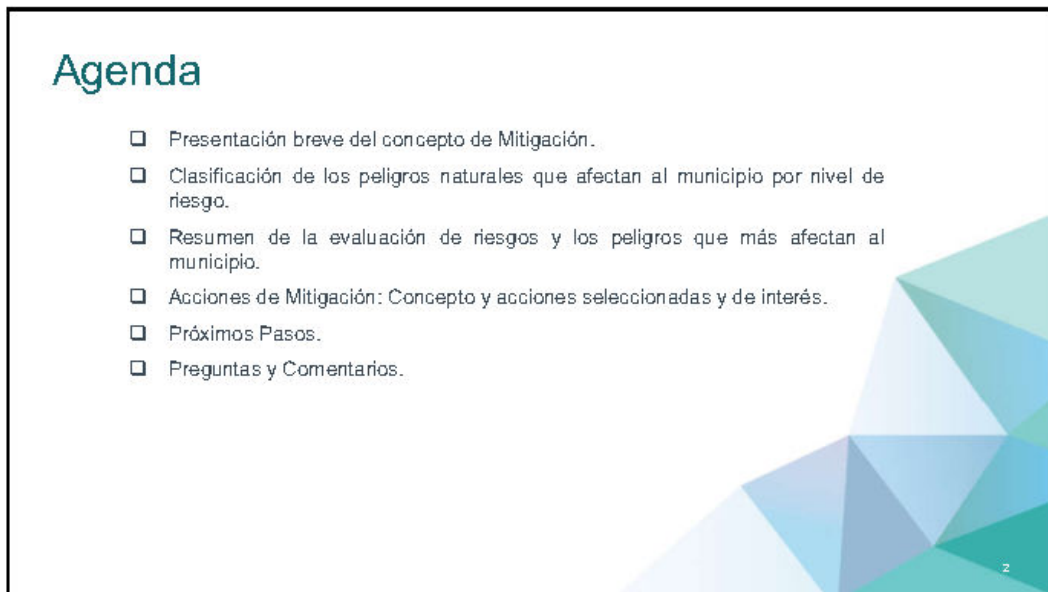 Agenda
Presentación breve del concepto de Mitigación.
Clasificación de los peligros naturales que afectan al municipio por nivel de
riesgo.
Resumen de la evaluación de riesgos y los peligros que más afectan al
municipio.
Acciones de Mitigación: Concepto y acciones seleccionadas y de interés.
Próximos Pasos.
Preguntas y Comentarios.
2